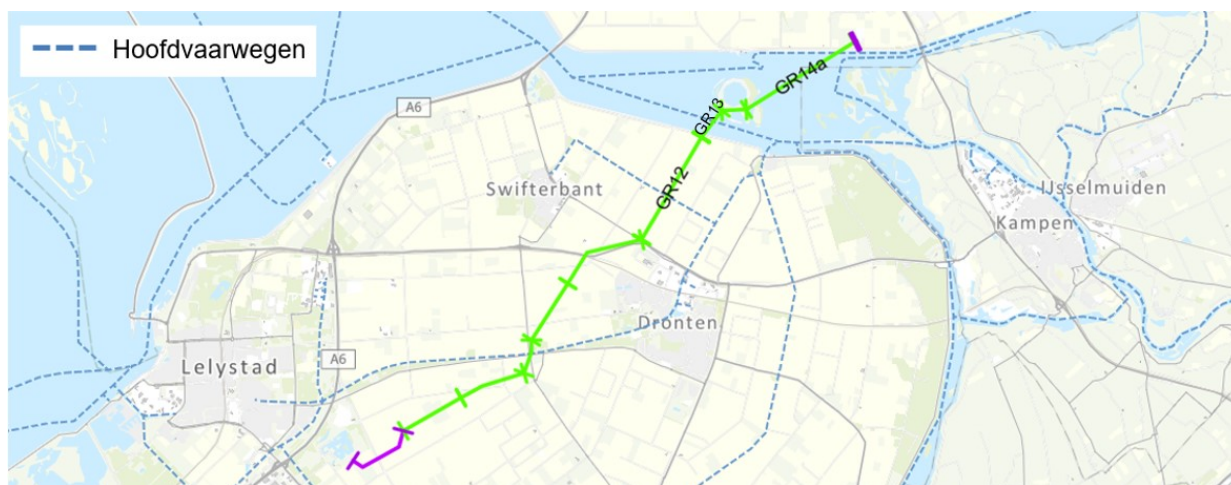 Hoofdvaarwegen
A6
GR14a
GR13
GR12
Swifterbant
IJsselmuiden
Kampen
Dronten
A6
Lelystad